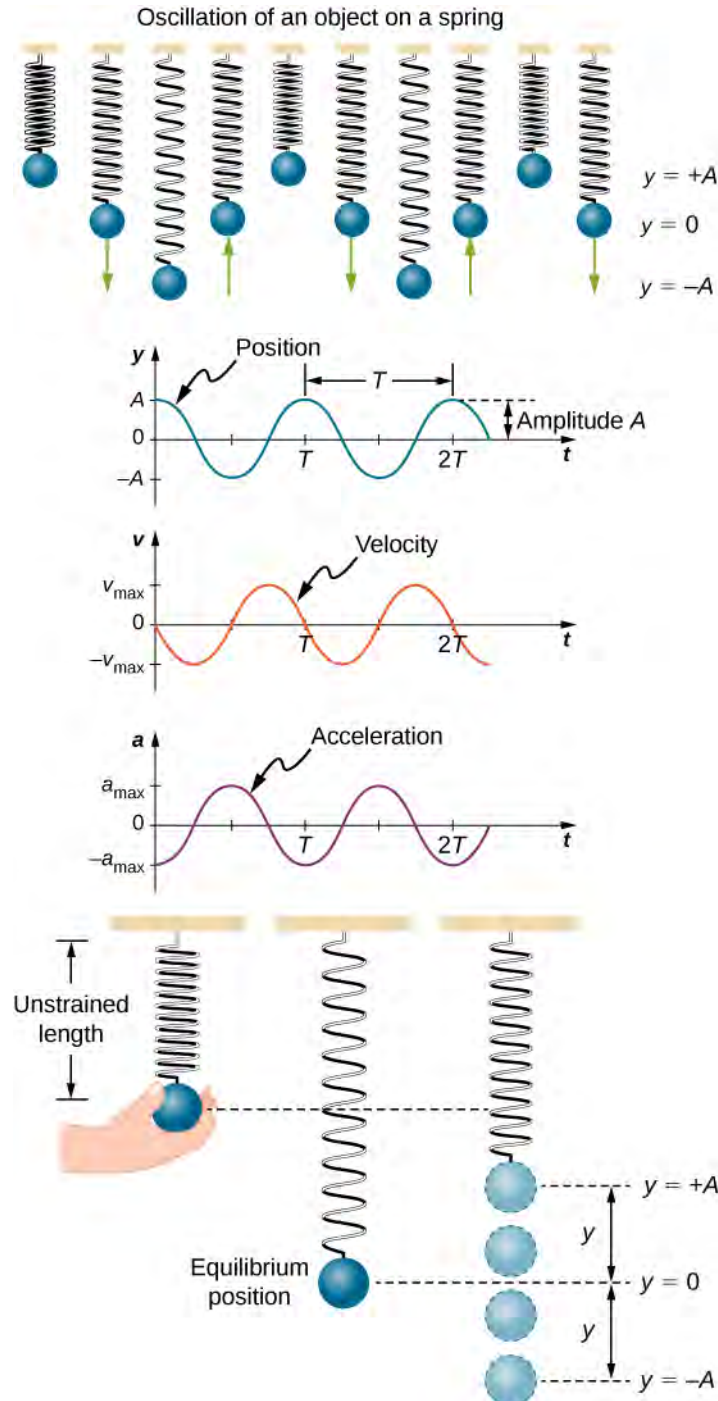 Oscillation of an object on a spring
y = +A
y = 0
y = –A
y
Position
T
A
Amplitude A
0
T
2T
t
–A
v
Velocity
vmax
0
T
2T
t
–vmax
a
Acceleration
amax
0
T
2T
t
–amax
Unstrained
length
y = +A
y
Equilibrium
position
y = 0
y
y = –A